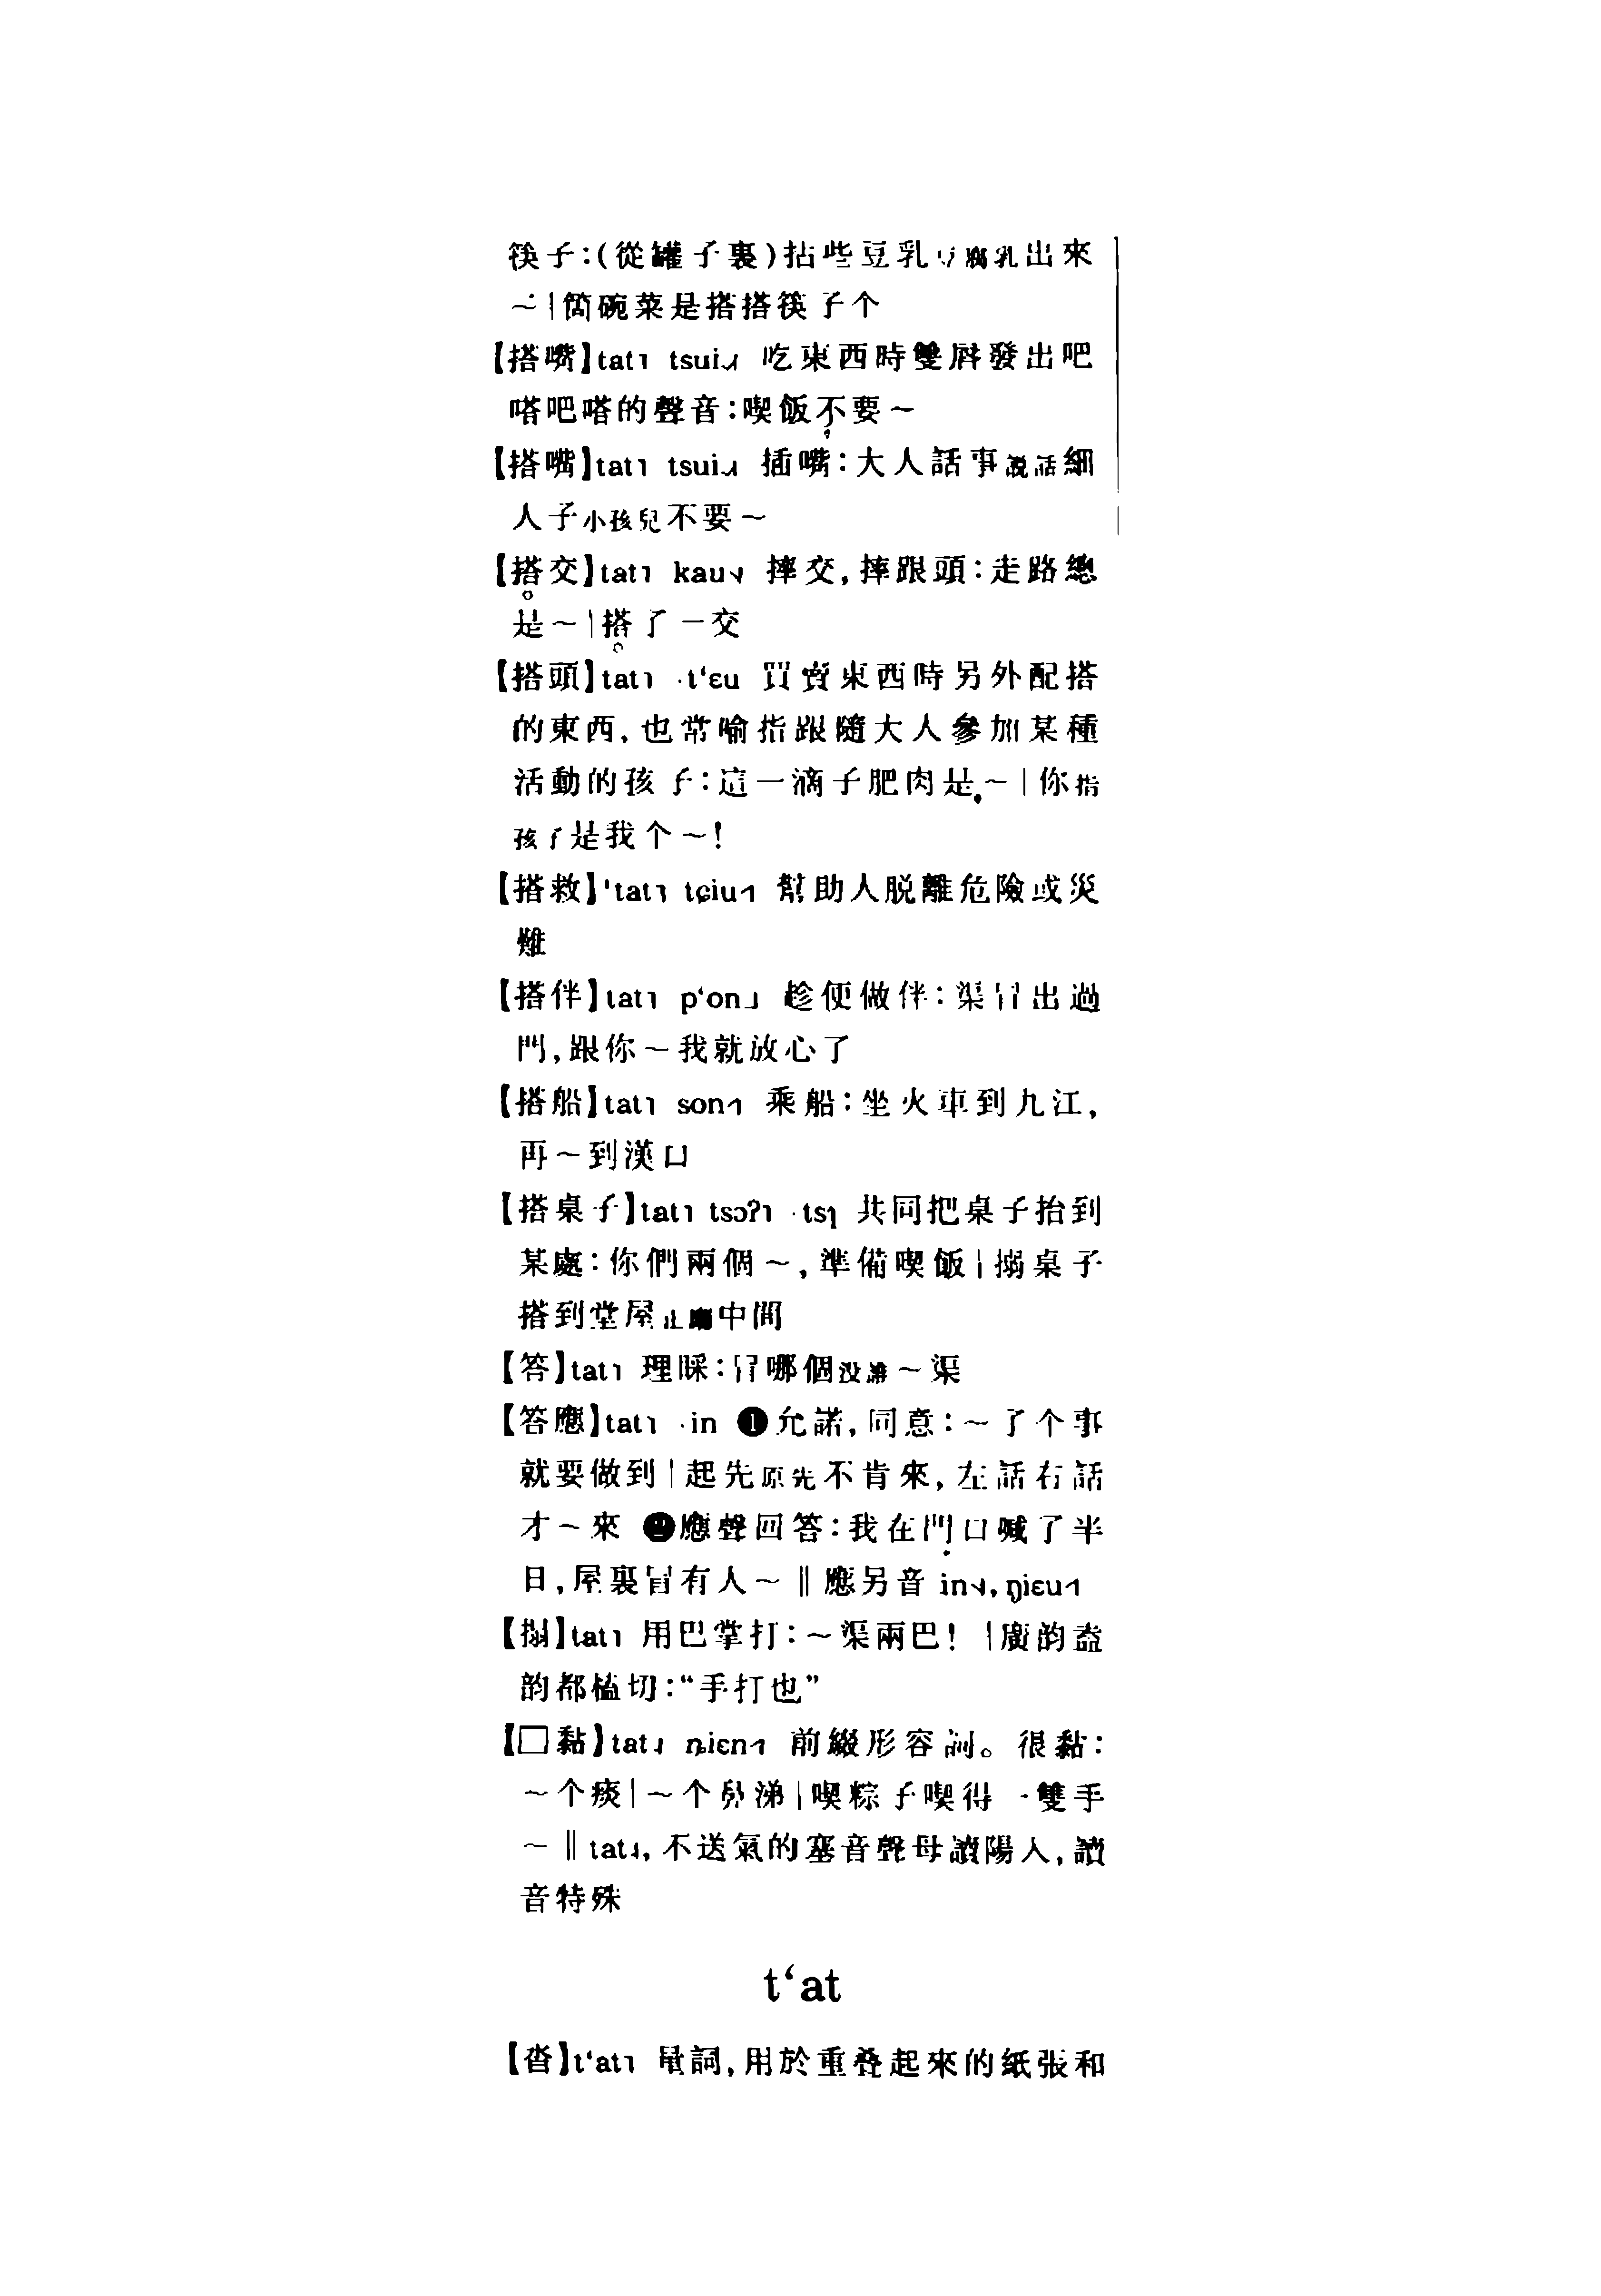 筷子:(從罐子裏)拈些豆乳豆腐乳出來
～|筒碗菜是搭搭筷子个
【搭嘴】tat˥ tsui 吃東西時雙唇發出吧
嗒吧嗒的聲音:喫飯不要～
【搭嘴】tat˥ tsui 插嘴:大人話事説話細
人子小孩兒不要～
【搭交】tat˥ kau 摔交,摔跟頭:走路總
是～|搭了一交
【搭頭】tat˥ ·t‘ɛu 買賣東西時另外配搭
的東西,也常喻指跟隨大人參加某種
活動的孩子:這一滴子肥肉是～|你指
孩子是我个～!
【搭救】tat˥ tɕiu 幫助人脱離危險或災
難
【搭伴】tat˥ p‘on˩ 趁便做伴:渠冇出過
門,跟你～我就放心了
【搭船】tat˥ son 乘船:坐火車到九江,
再～到漢口
【搭桌子】tat˥ tsɔʔ˥ ·tsɿ 共同把桌子抬到
某處:你們兩個～,準備喫飯|搦桌子
搭到堂屋正廳中間
【答】tat˥ 理睬:冇哪個没誰～渠
【答應】tat˥ ·in ❶允諾,同意:～了个事
就要做到|起先原先不肯來,左話右話
才～來 ❷應聲回答:我在門口喊了半
日,屋裏冇有人～‖應另音 in, ŋiɛu
【搨】tat˥ 用巴掌打:～渠兩巴!|廣韵盍
韵都榼切:“手打也”
【□黏】tat ȵiɛn 前綴形容詞。很黏:
～个痰|～个鼻涕|喫粽子喫得一雙手
～‖tat,不送氣的塞音聲母讀陽入,讀
音特殊
t‘at
【沓】t‘at˥ 量詞,用於重叠起來的紙張和